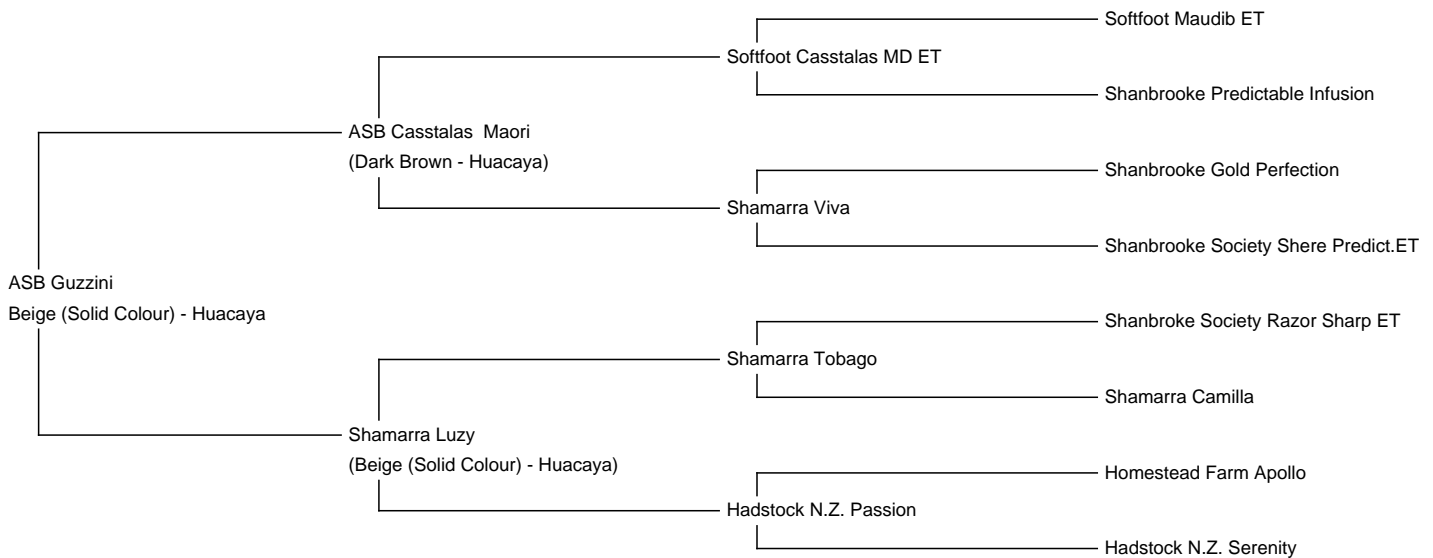 Softfoot Maudib ET
Softfoot Casstalas MD ET
Shanbrooke Predictable Infusion
ASB Casstalas  Maori
(Dark Brown - Huacaya)
Shanbrooke Gold Perfection
Shamarra Viva
Shanbrooke Society Shere Predict.ET
ASB Guzzini
Beige (Solid Colour) - Huacaya
Shanbroke Society Razor Sharp ET
Shamarra Tobago
Shamarra Camilla
Shamarra Luzy
(Beige (Solid Colour) - Huacaya)
Homestead Farm Apollo
Hadstock N.Z. Passion
Hadstock N.Z. Serenity